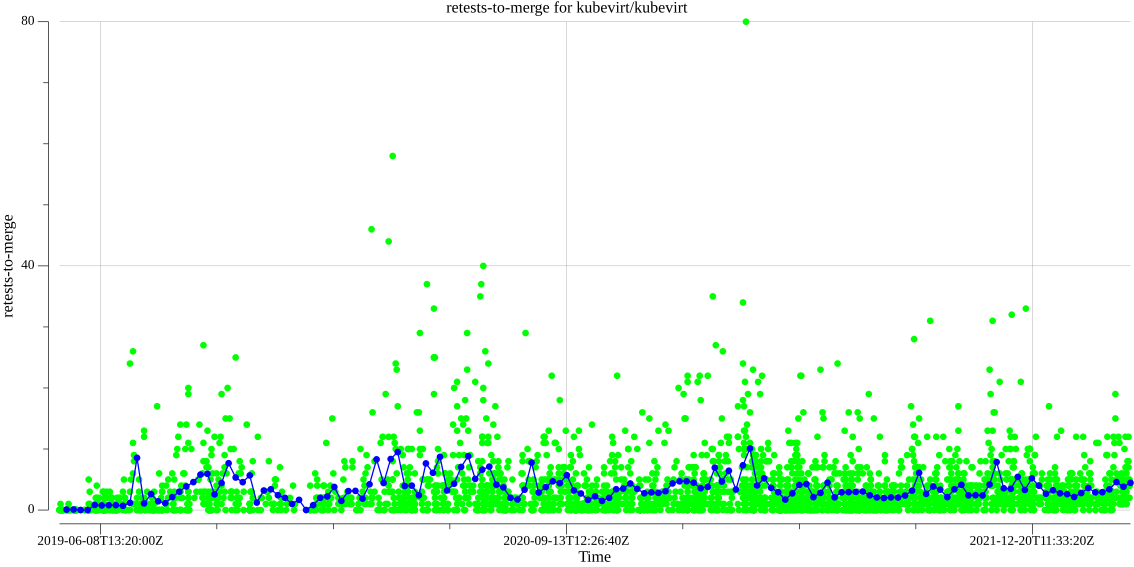 retests-to-merge for kubevirt/kubevirt
80
40
0
retests-to-merge
2019-06-08T13:20:00Z
2020-09-13T12:26:40Z
2021-12-20T11:33:20Z
Time